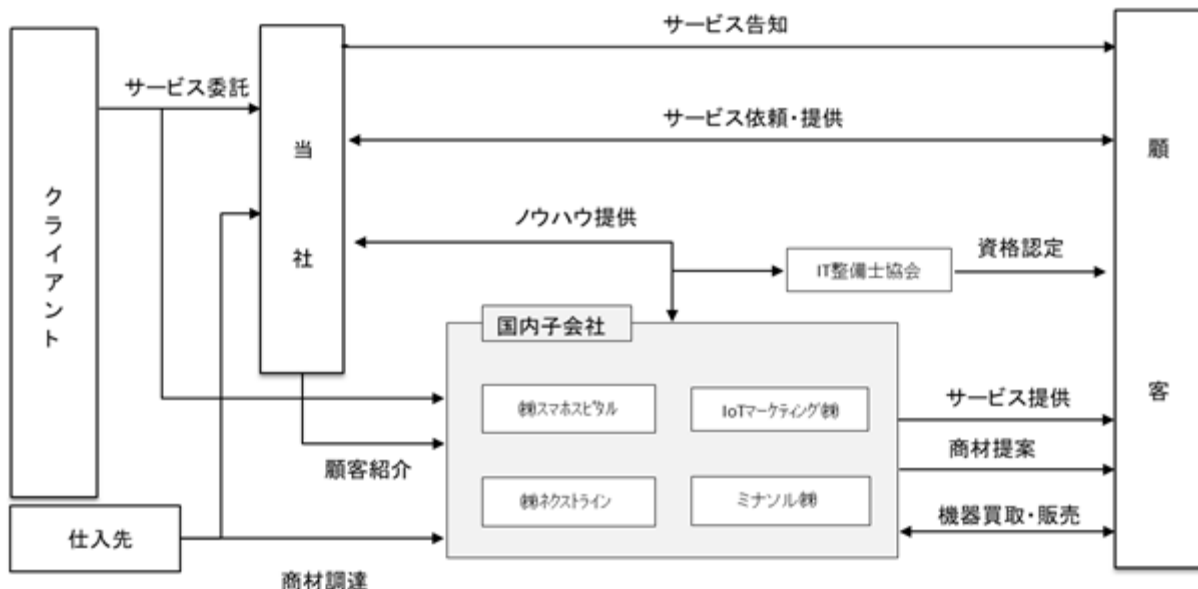 サービス告知
サービス委託
サービス依頼・提供
当社
顧客
クライアント
ノウハウ提供
IT整備士協会
資格認定
国内子会社
㈱スマホスピタル
IoTマーケティング㈱
サービス提供
商材提案
顧客紹介
㈱ネクストライン
ミナソル㈱
機器買取・販売
仕入先
商材調達